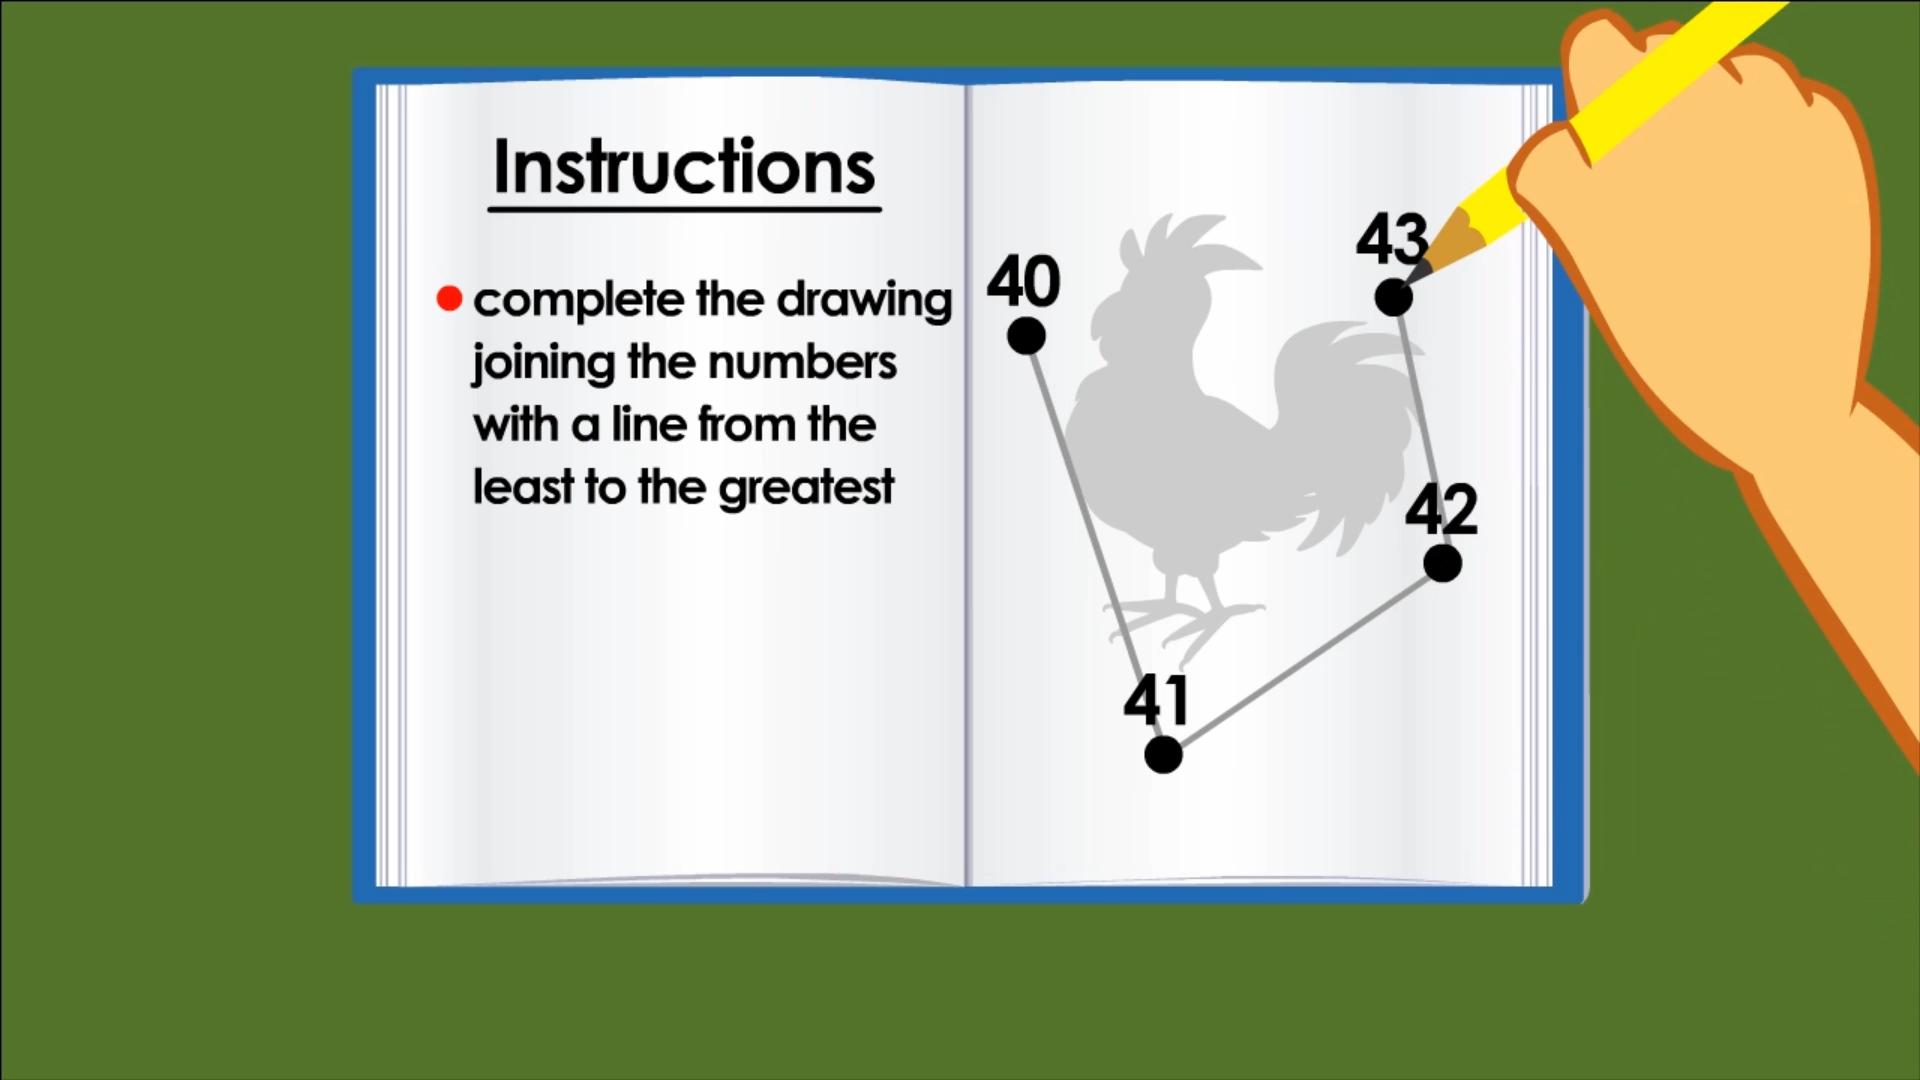 Instructions
complete the drawing
joining the numbers
with a line from the
least to the greatest
40
43
42
41